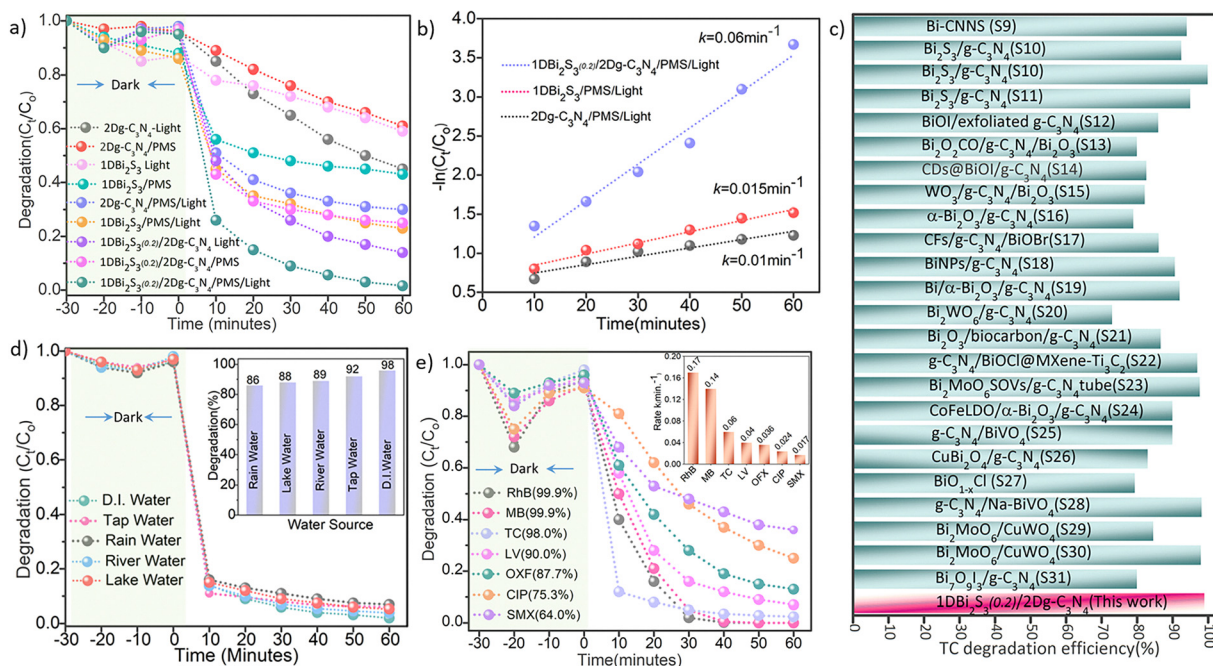 a)
Degradation(Ct/Co)
1.0
0.8
0.6
0.4
0.2
0.0
Dark
2Dg-C3N4-Light
2Dg-C3N4/PMS
1DBi2S3 Light
1DBi2S3/PMS
2Dg-C3N4/PMS/Light
1DBi2S3/PMS/Light
1DBi2S3(0.2)/2Dg-C3N4 Light
1DBi2S3(0.2)/2Dg-C3N4/PMS
1DBi2S3(0.2)/2Dg-C3N4/PMS/Light
-30 -20 -10 0 10 20 30 40 50 60
Time (minutes)
b)
-ln(Ct/Co)
4.0
3.5
3.0
2.5
2.0
1.5
1.0
0.5
k=0.06min-1
1DBi2S3(0.2)/2Dg-C3N4/PMS/Light
1DBi2S3/PMS/Light
2Dg-C3N4/PMS/Light
k=0.015min-1
k=0.01min-1
0 10 20 30 40 50 60
Time(minutes)
c)
Bi-CNNS (S9)
Bi2S3/g-C3N4(S10)
Bi2S3/g-C3N4(S10)
Bi2S3/g-C3N4(S11)
BiOI/exfoliated g-C3N4(S12)
Bi2O2CO/g-C3N4/Bi2O3(S13)
CDs@BiOI/g-C3N4(S14)
WO3/g-C3N4/Bi2O3(S15)
α-Bi2O3/g-C3N4(S16)
CFs/g-C3N4/BiOBr(S17)
BiNPs/g-C3N4(S18)
Bi/α-Bi2O3/g-C3N4(S19)
Bi2WO6/g-C3N4(S20)
Bi2O3/biocarbon/g-C3N4(S21)
g-C3N4/BiOCl@MXene-Ti3C2(S22)
Bi2MoO6SOVs/g-C3N4tube(S23)
CoFeLDO/α-Bi2O3/g-C3N4(S24)
g-C3N4/BiVO4(S25)
CuBi2O4/g-C3N4(S26)
BiO1-xCl (S27)
g-C3N4/Na-BiVO4(S28)
Bi2MoO6/CuWO4(S29)
Bi2MoO6/CuWO4(S30)
Bi7O9I3/g-C3N4(S31)
1DBi2S3(0.2)/2Dg-C3N4(This work)
0 10 20 30 40 50 60 70 80 90 100
TC degradation efficiency(%)
d)
Degradation (Ct/Co)
1.0
0.8
0.6
0.4
0.2
0.0
Dark
D.I. Water
Tap Water
Rain Water
River Water
Lake Water
-30 -20 -10 0 10 20 30 40 50 60
Time (Minutes)
Degradation(%)
100
80
60
40
20
0
86 88 89 92 98
Rain Water
Lake Water
River Water
Tap Water
D.I.Water
Water Source
e)
Degradation (Ct/Co)
1.0
0.8
0.6
0.4
0.2
0.0
Dark
RhB(99.9%)
MB(99.9%)
TC(98.0%)
LV(90.0%)
OXF(87.7%)
CIP(75.3%)
SMX(64.0%)
-30 -20 -10 0 10 20 30 40 50 60
Time(minutes)
Rate k(min-1)
0.20
0.16
0.12
0.08
0.04
0.00
0.17 0.14 0.06 0.04 0.036 0.024 0.017
RhB MB TC LV OFX CIP SMX